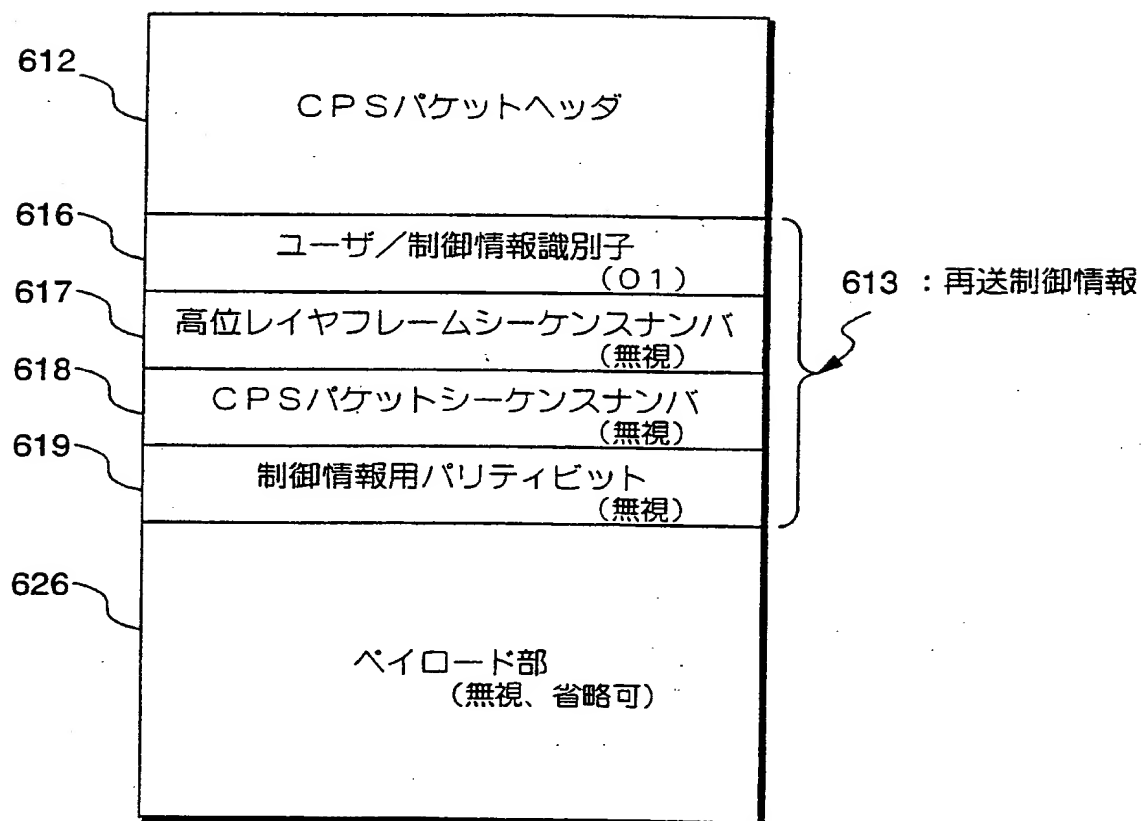 612
CPSパケットヘッダ
616
ユーザ／制御情報識別子
(01)
617
高位レイヤフレームシーケンスナンバ
(無視)
613 : 再送制御情報
618
CPSパケットシーケンスナンバ
(無視)
619
制御情報用パリティビット
(無視)
626
ペイロード部
(無視、省略可)